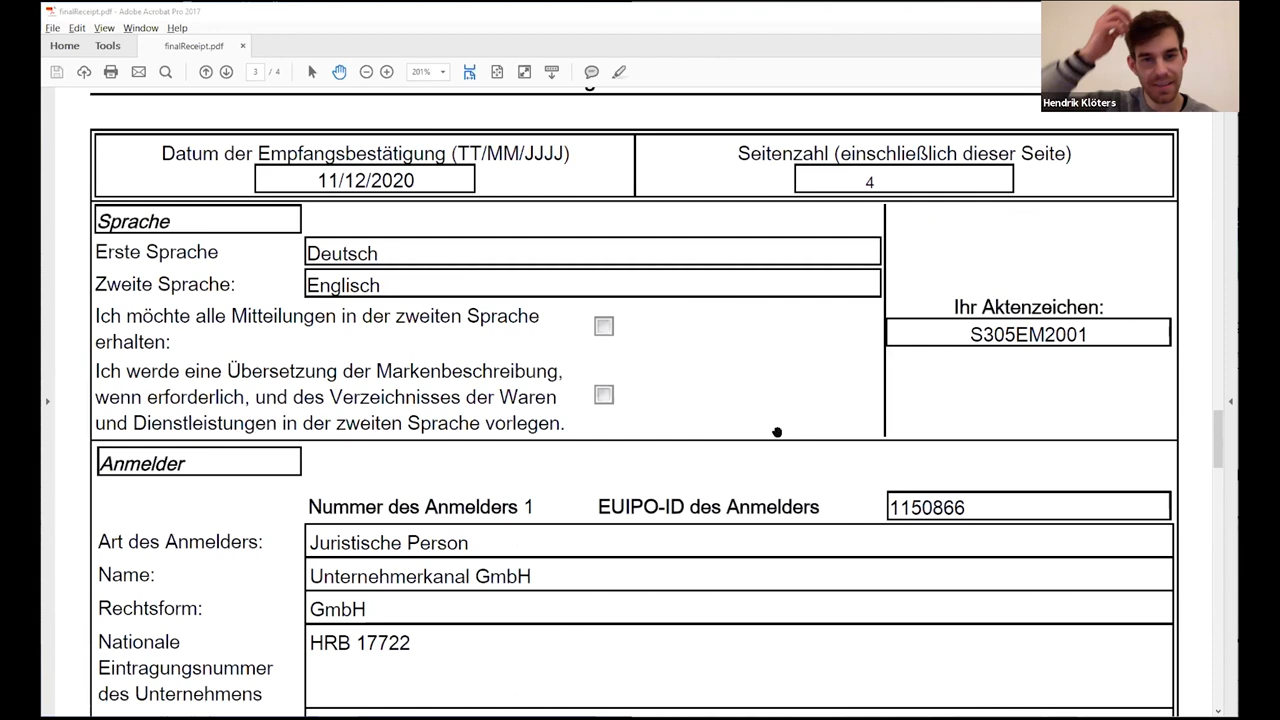 finalReceipt.pdf - Adobe Acrobat Pro 2017
File Edit View Window Help
Home Tools finalReceipt.pdf ×
3 / 4 201%
Hendrik Klöters
Datum der Empfangsbestätigung (TT/MM/JJJJ) Seitenzahl (einschließlich dieser Seite)
11/12/2020 4
Sprache
Erste Sprache Deutsch
Zweite Sprache: Englisch
Ich möchte alle Mitteilungen in der zweiten Sprache
erhalten:
Ihr Aktenzeichen:
S305EM2001
Ich werde eine Übersetzung der Markenbeschreibung,
wenn erforderlich, und des Verzeichnisses der Waren
und Dienstleistungen in der zweiten Sprache vorlegen.
Anmelder
Nummer des Anmelders 1 EUIPO-ID des Anmelders 1150866
Art des Anmelders: Juristische Person
Name: Unternehmerkanal GmbH
Rechtsform: GmbH
Nationale HRB 17722
Eintragungsnummer
des Unternehmens